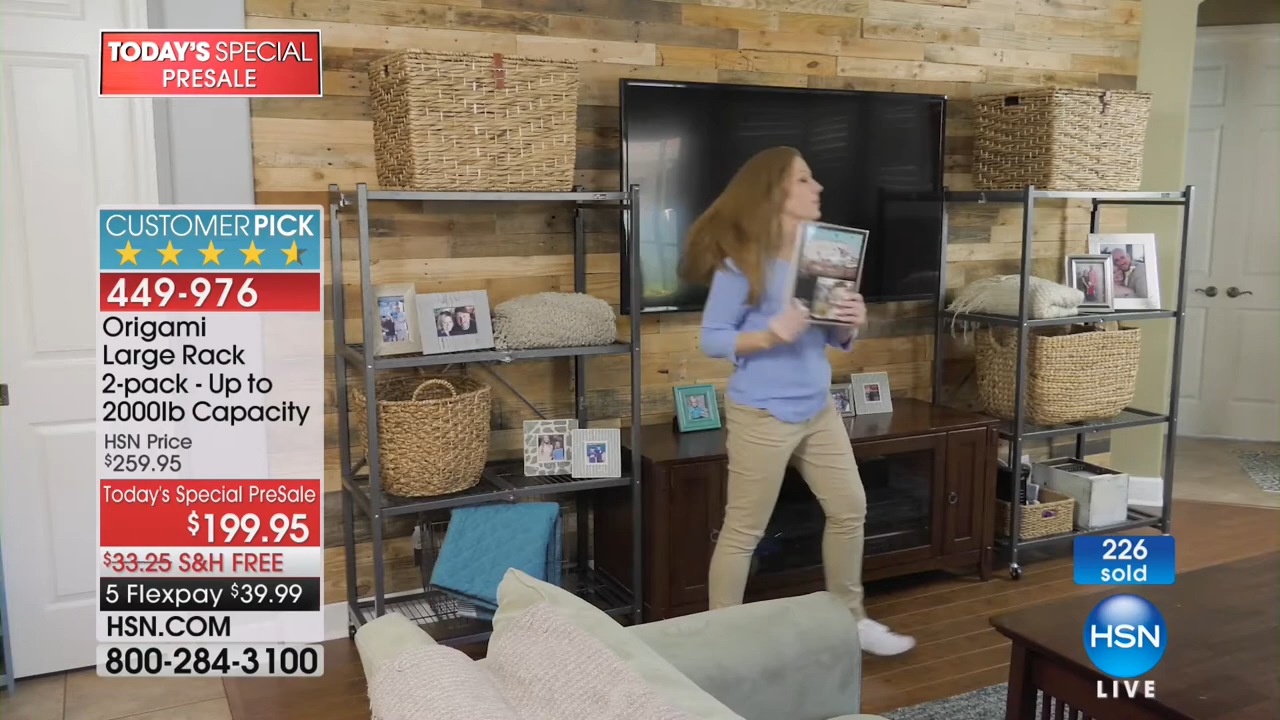 TODAY'S SPECIAL
PRESALE
CUSTOMER PICK
449-976
Origami
Large Rack
2-pack - Up to
2000lb Capacity
HSN Price
$259.95
Today's Special PreSale
$199.95
$33.25 S&H FREE
5 Flexpay $39.99
HSN.COM
800-284-3100
226
sold
HSN
LIVE